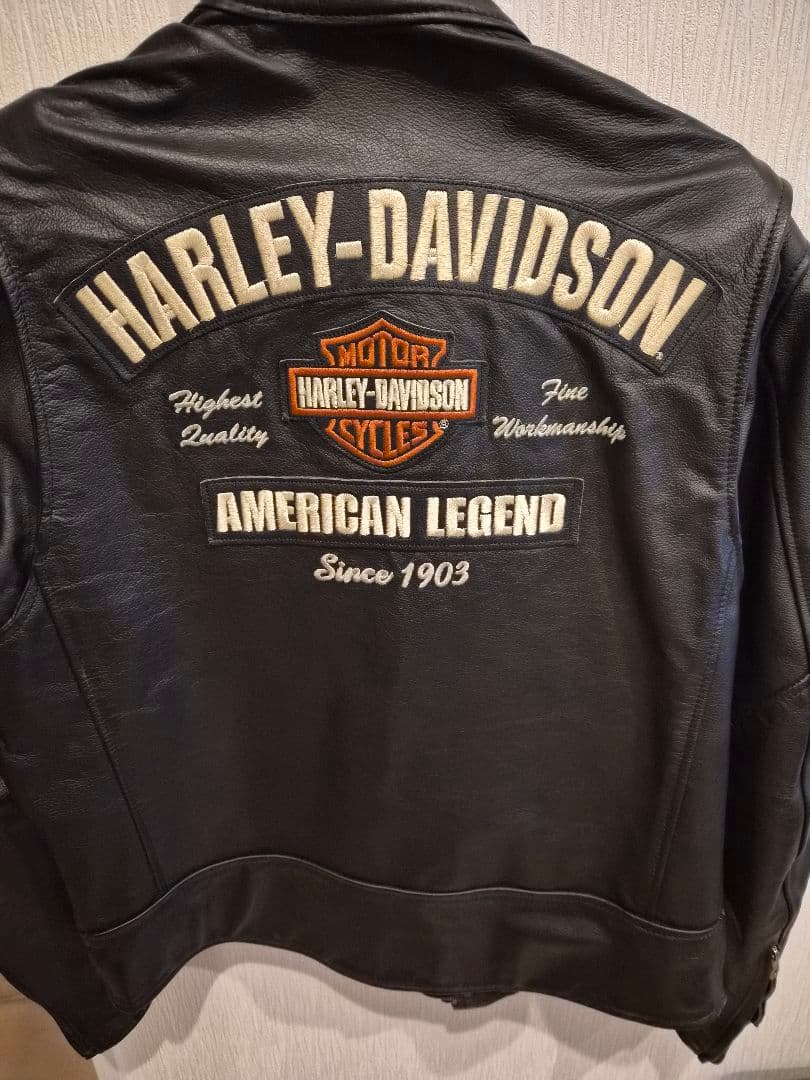 HARLEY-DAVIDSON
MOTOR
HARLEY-DAVIDSON
CYCLES®
Highest
Quality
Fine
Workmanship
AMERICAN LEGEND
Since 1903